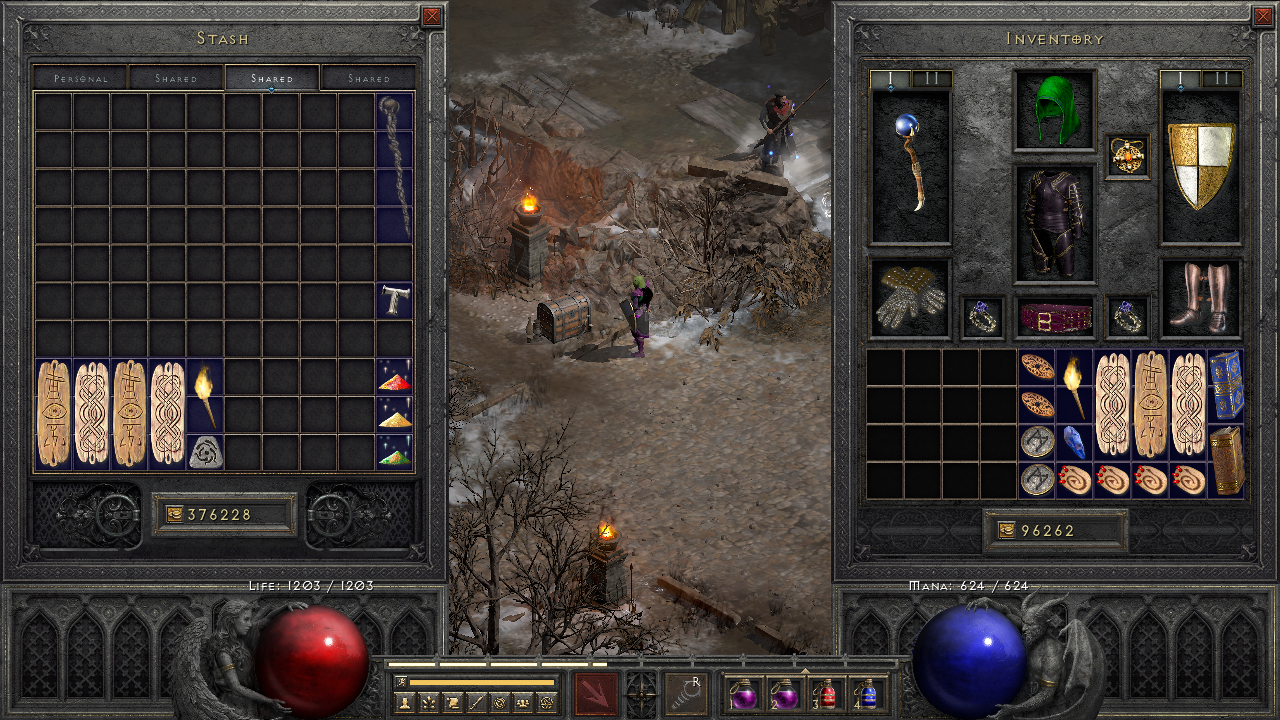 STASH
INVENTORY
PERSONAL
SHARED
SHARED
SHARED
I
II
I
II
376228
96262
LIFE: 1203 / 1203
MANA: 624 / 624
R
1
2
3
4